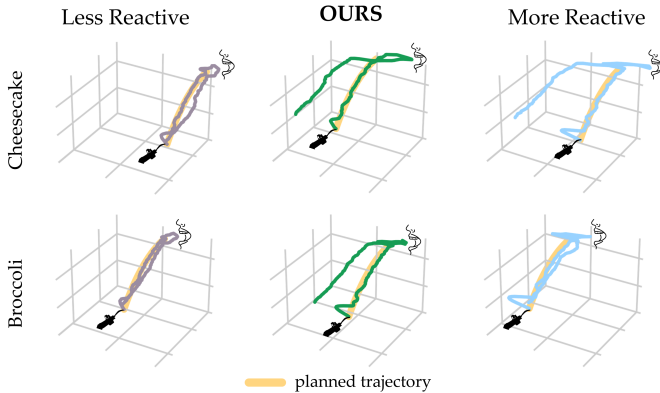 Less Reactive
OURS
More Reactive
Cheesecake
Broccoli
planned trajectory